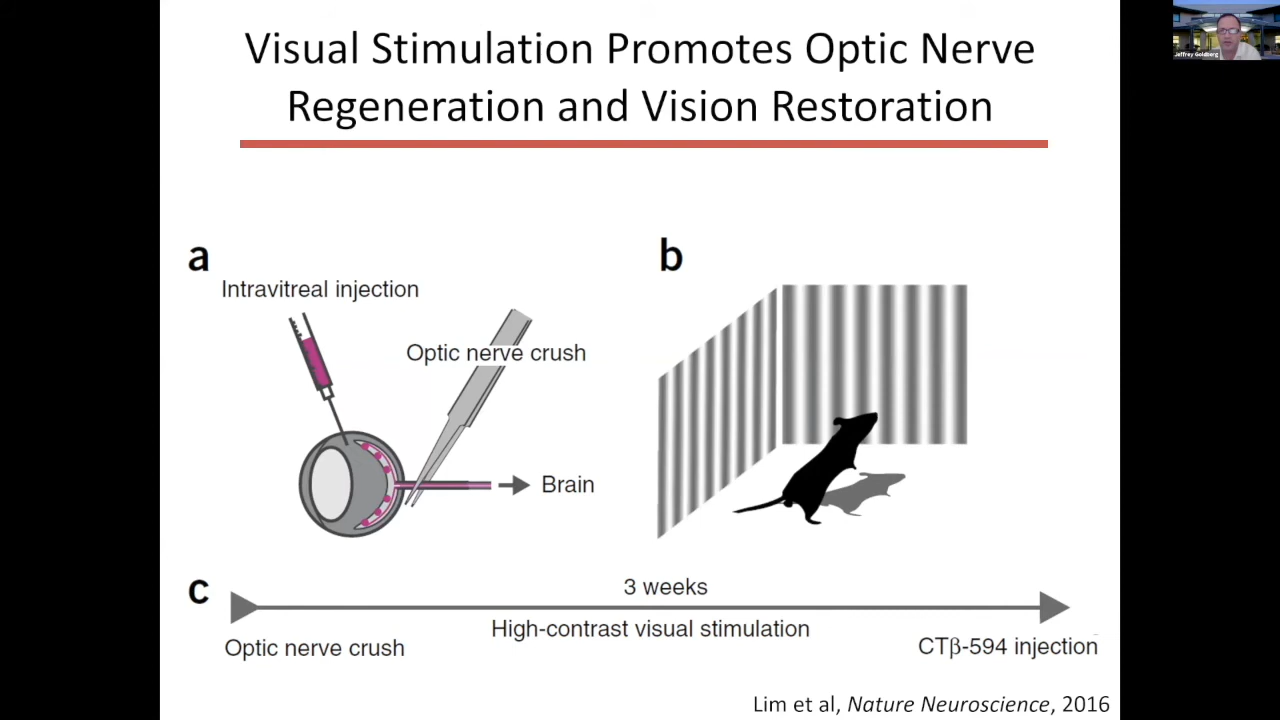 Visual Stimulation Promotes Optic Nerve
Regeneration and Vision Restoration
Jeffrey Goldberg
a
Intravitreal injection
Optic nerve crush
Brain
b
c
3 weeks
High-contrast visual stimulation
Optic nerve crush
CTβ-594 injection
Lim et al, Nature Neuroscience, 2016